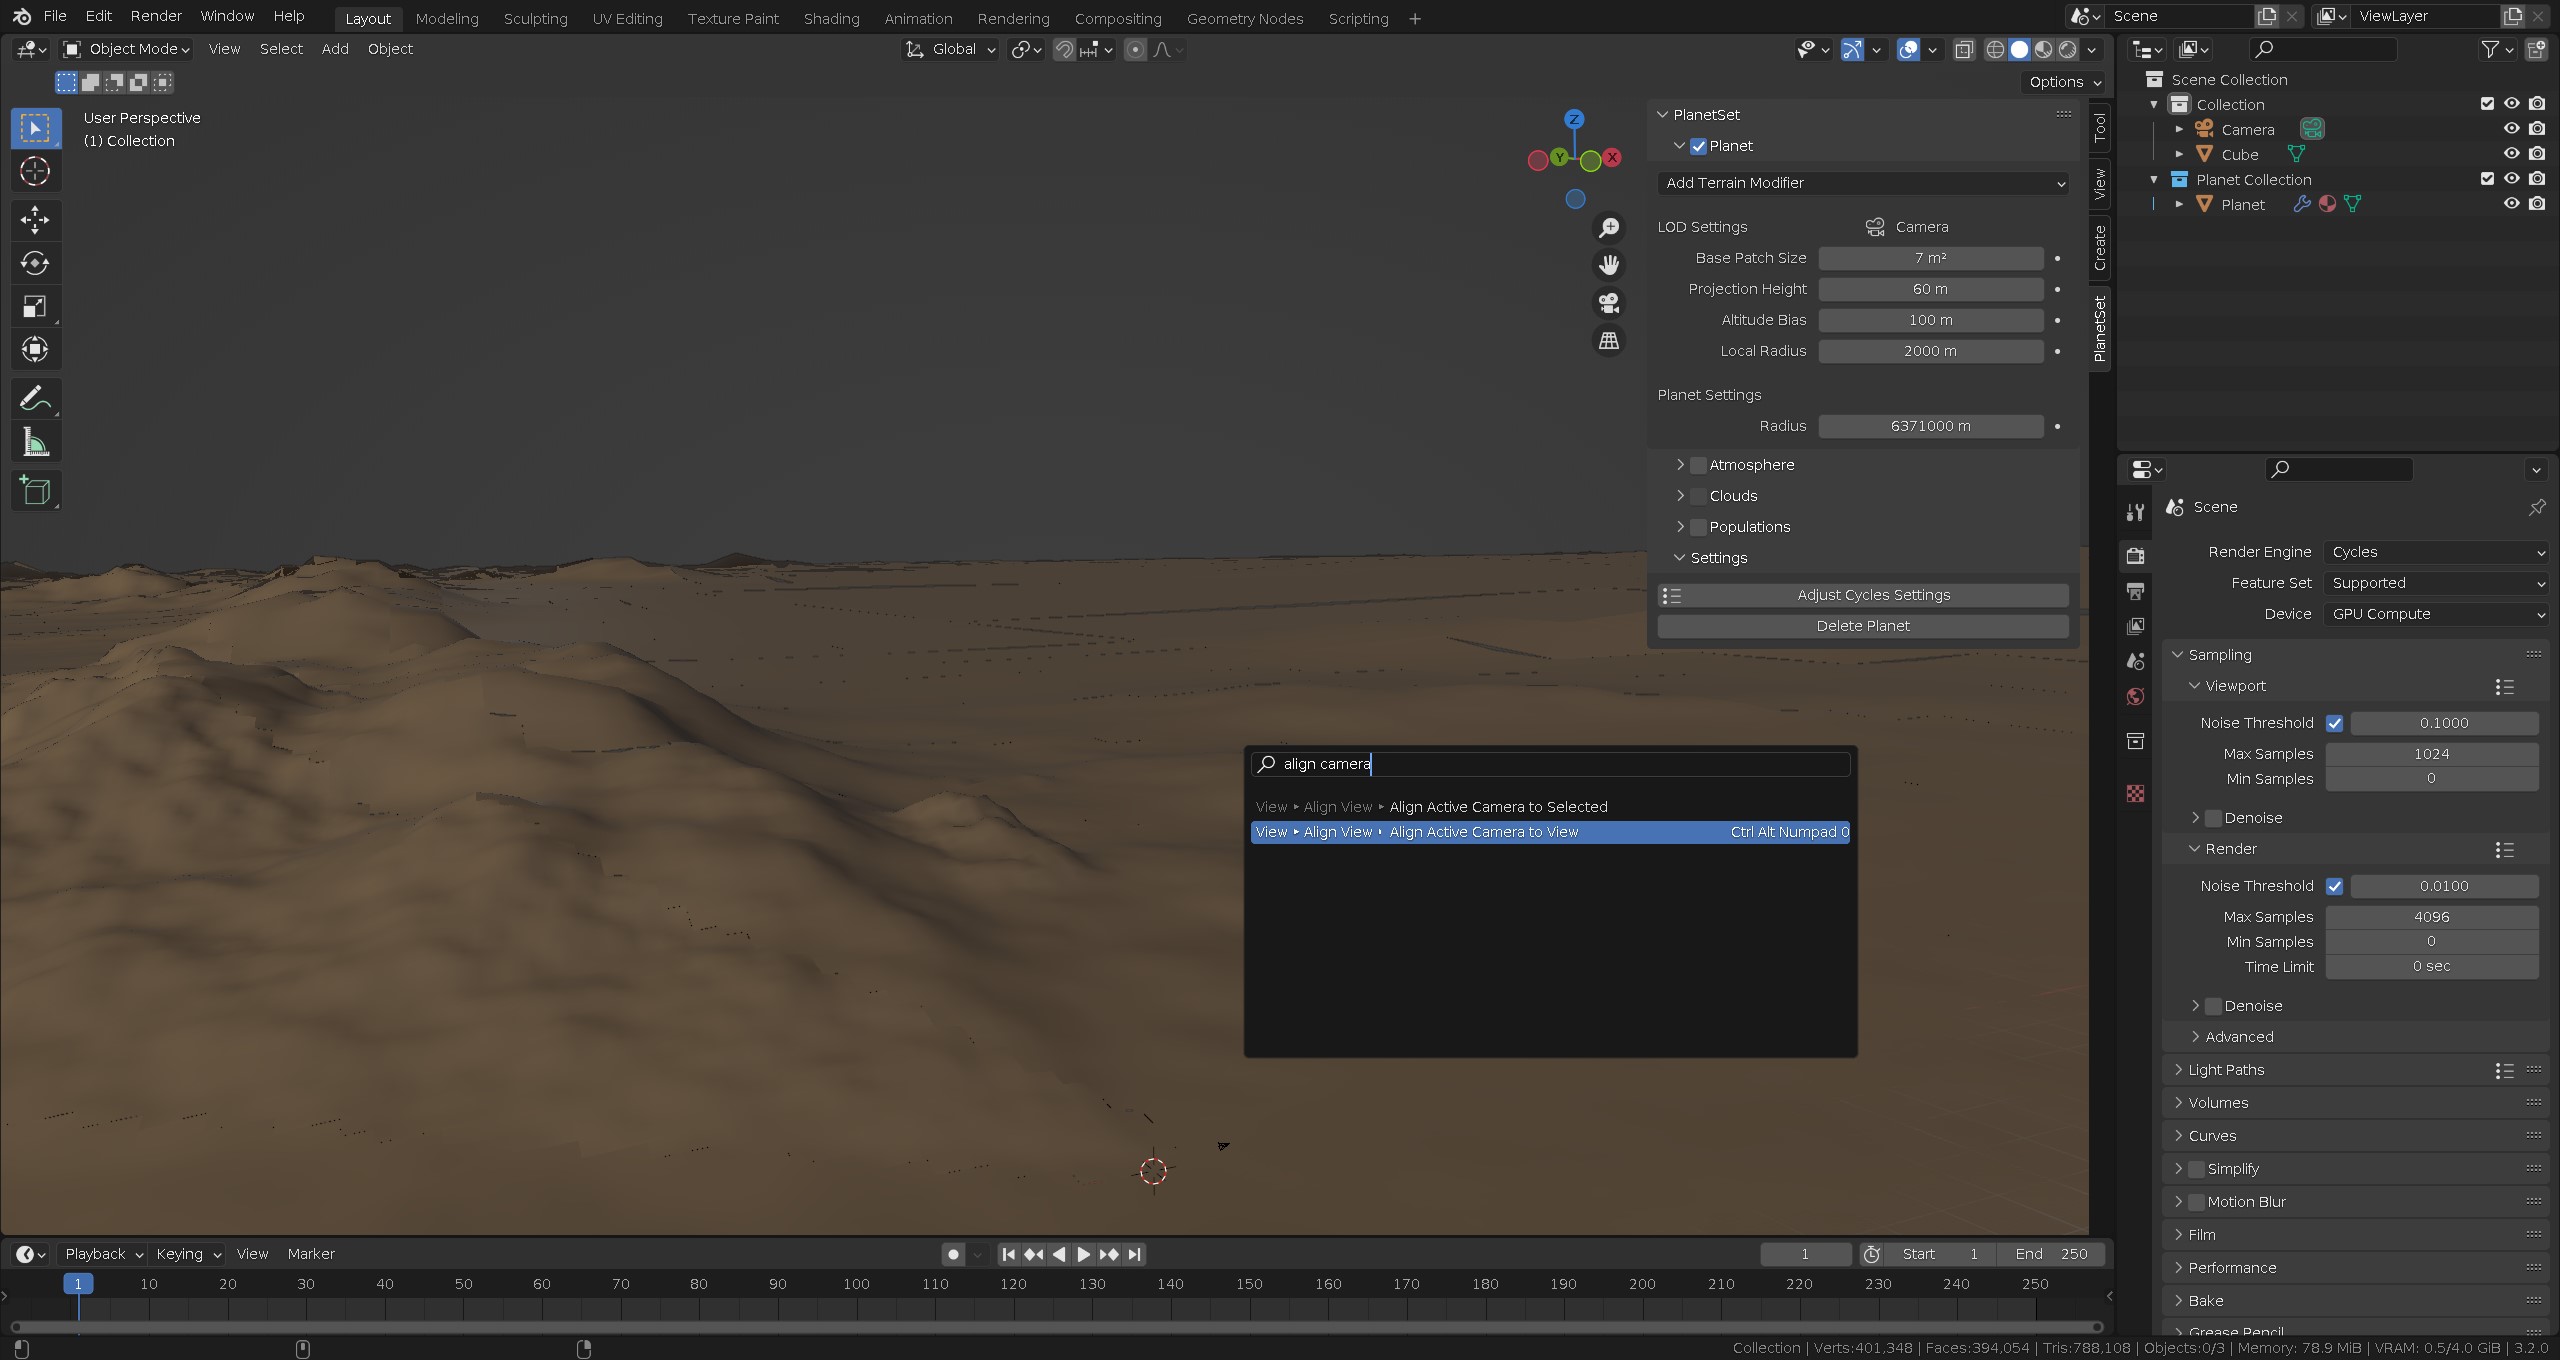 File Edit Render Window Help Layout Modeling Sculpting UV Editing Texture Paint Shading Animation Rendering Compositing Geometry Nodes Scripting + Scene ViewLayer
Object Mode View Select Add Object Global
Options
User Perspective
(1) Collection
Z
Y
X
PlanetSet
Planet
Add Terrain Modifier
LOD Settings Camera
Base Patch Size 7 m²
Projection Height 60 m
Altitude Bias 100 m
Local Radius 2000 m
Planet Settings
Radius 6371000 m
Atmosphere
Clouds
Populations
Settings
Adjust Cycles Settings
Delete Planet
Tool
View
Create
PlanetSet
align camera
View ▸ Align View ▸ Align Active Camera to Selected
View ▸ Align View ▸ Align Active Camera to View Ctrl Alt Numpad 0
Scene Collection
Collection
Camera
Cube
Planet Collection
Planet
Scene
Render Engine Cycles
Feature Set Supported
Device GPU Compute
Sampling
Viewport
Noise Threshold 0.1000
Max Samples 1024
Min Samples 0
Denoise
Render
Noise Threshold 0.0100
Max Samples 4096
Min Samples 0
Time Limit 0 sec
Denoise
Advanced
Light Paths
Volumes
Curves
Simplify
Motion Blur
Film
Performance
Bake
Grease Pencil
Playback Keying View Marker 1 Start 1 End 250
1 10 20 30 40 50 60 70 80 90 100 110 120 130 140 150 160 170 180 190 200 210 220 230 240 250
Collection | Verts:401,348 | Faces:394,054 | Tris:788,108 | Objects:0/3 | Memory: 78.9 MiB | VRAM: 0.5/4.0 GiB | 3.2.0